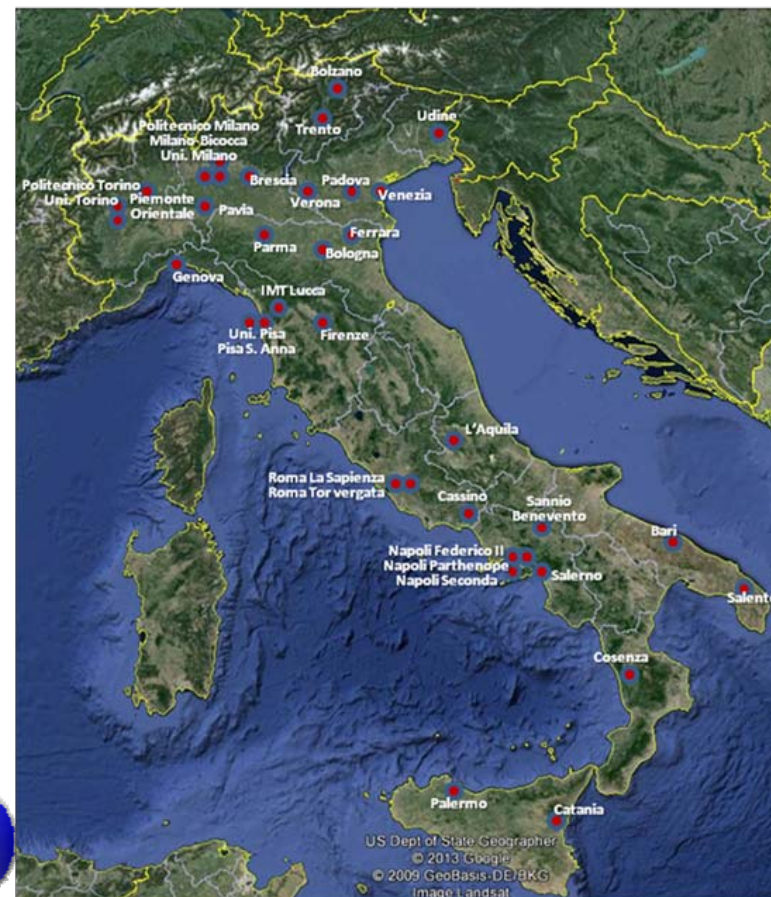 Bolzano
Trento
Udine
Politecnico Milano
Milano-Bicocca
Uni. Milano
Brescia
Verona
Padova
Venezia
Politechico Torino
Uni. Torino
Piemonte
Orientale
Pavia
Parma
Ferrara
Bologna
Genova
IMT Lucca
Uni. Pisa
Pisa S. Anna
Firenze
L'Aquila
Roma La Sapienza
Roma Tor vergata
Cassino
Sannio
Benevento
Bari
Napoli Federico II
Napoli Parthenope
Napoli Seconda
Salerno
Salento
Cosenza
Palermo
Catania
US Dept of State Geographer
© 2013 Google
© 2009 GeoBasis-DE/BKG
Image Landsat